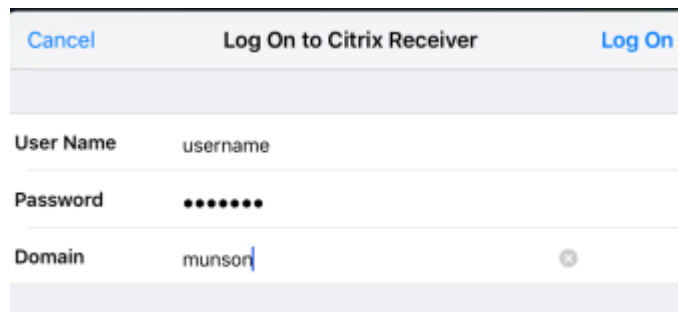 Cancel Log On to Citrix Receiver Log On
User Name username
Password •••••••
Domain munson